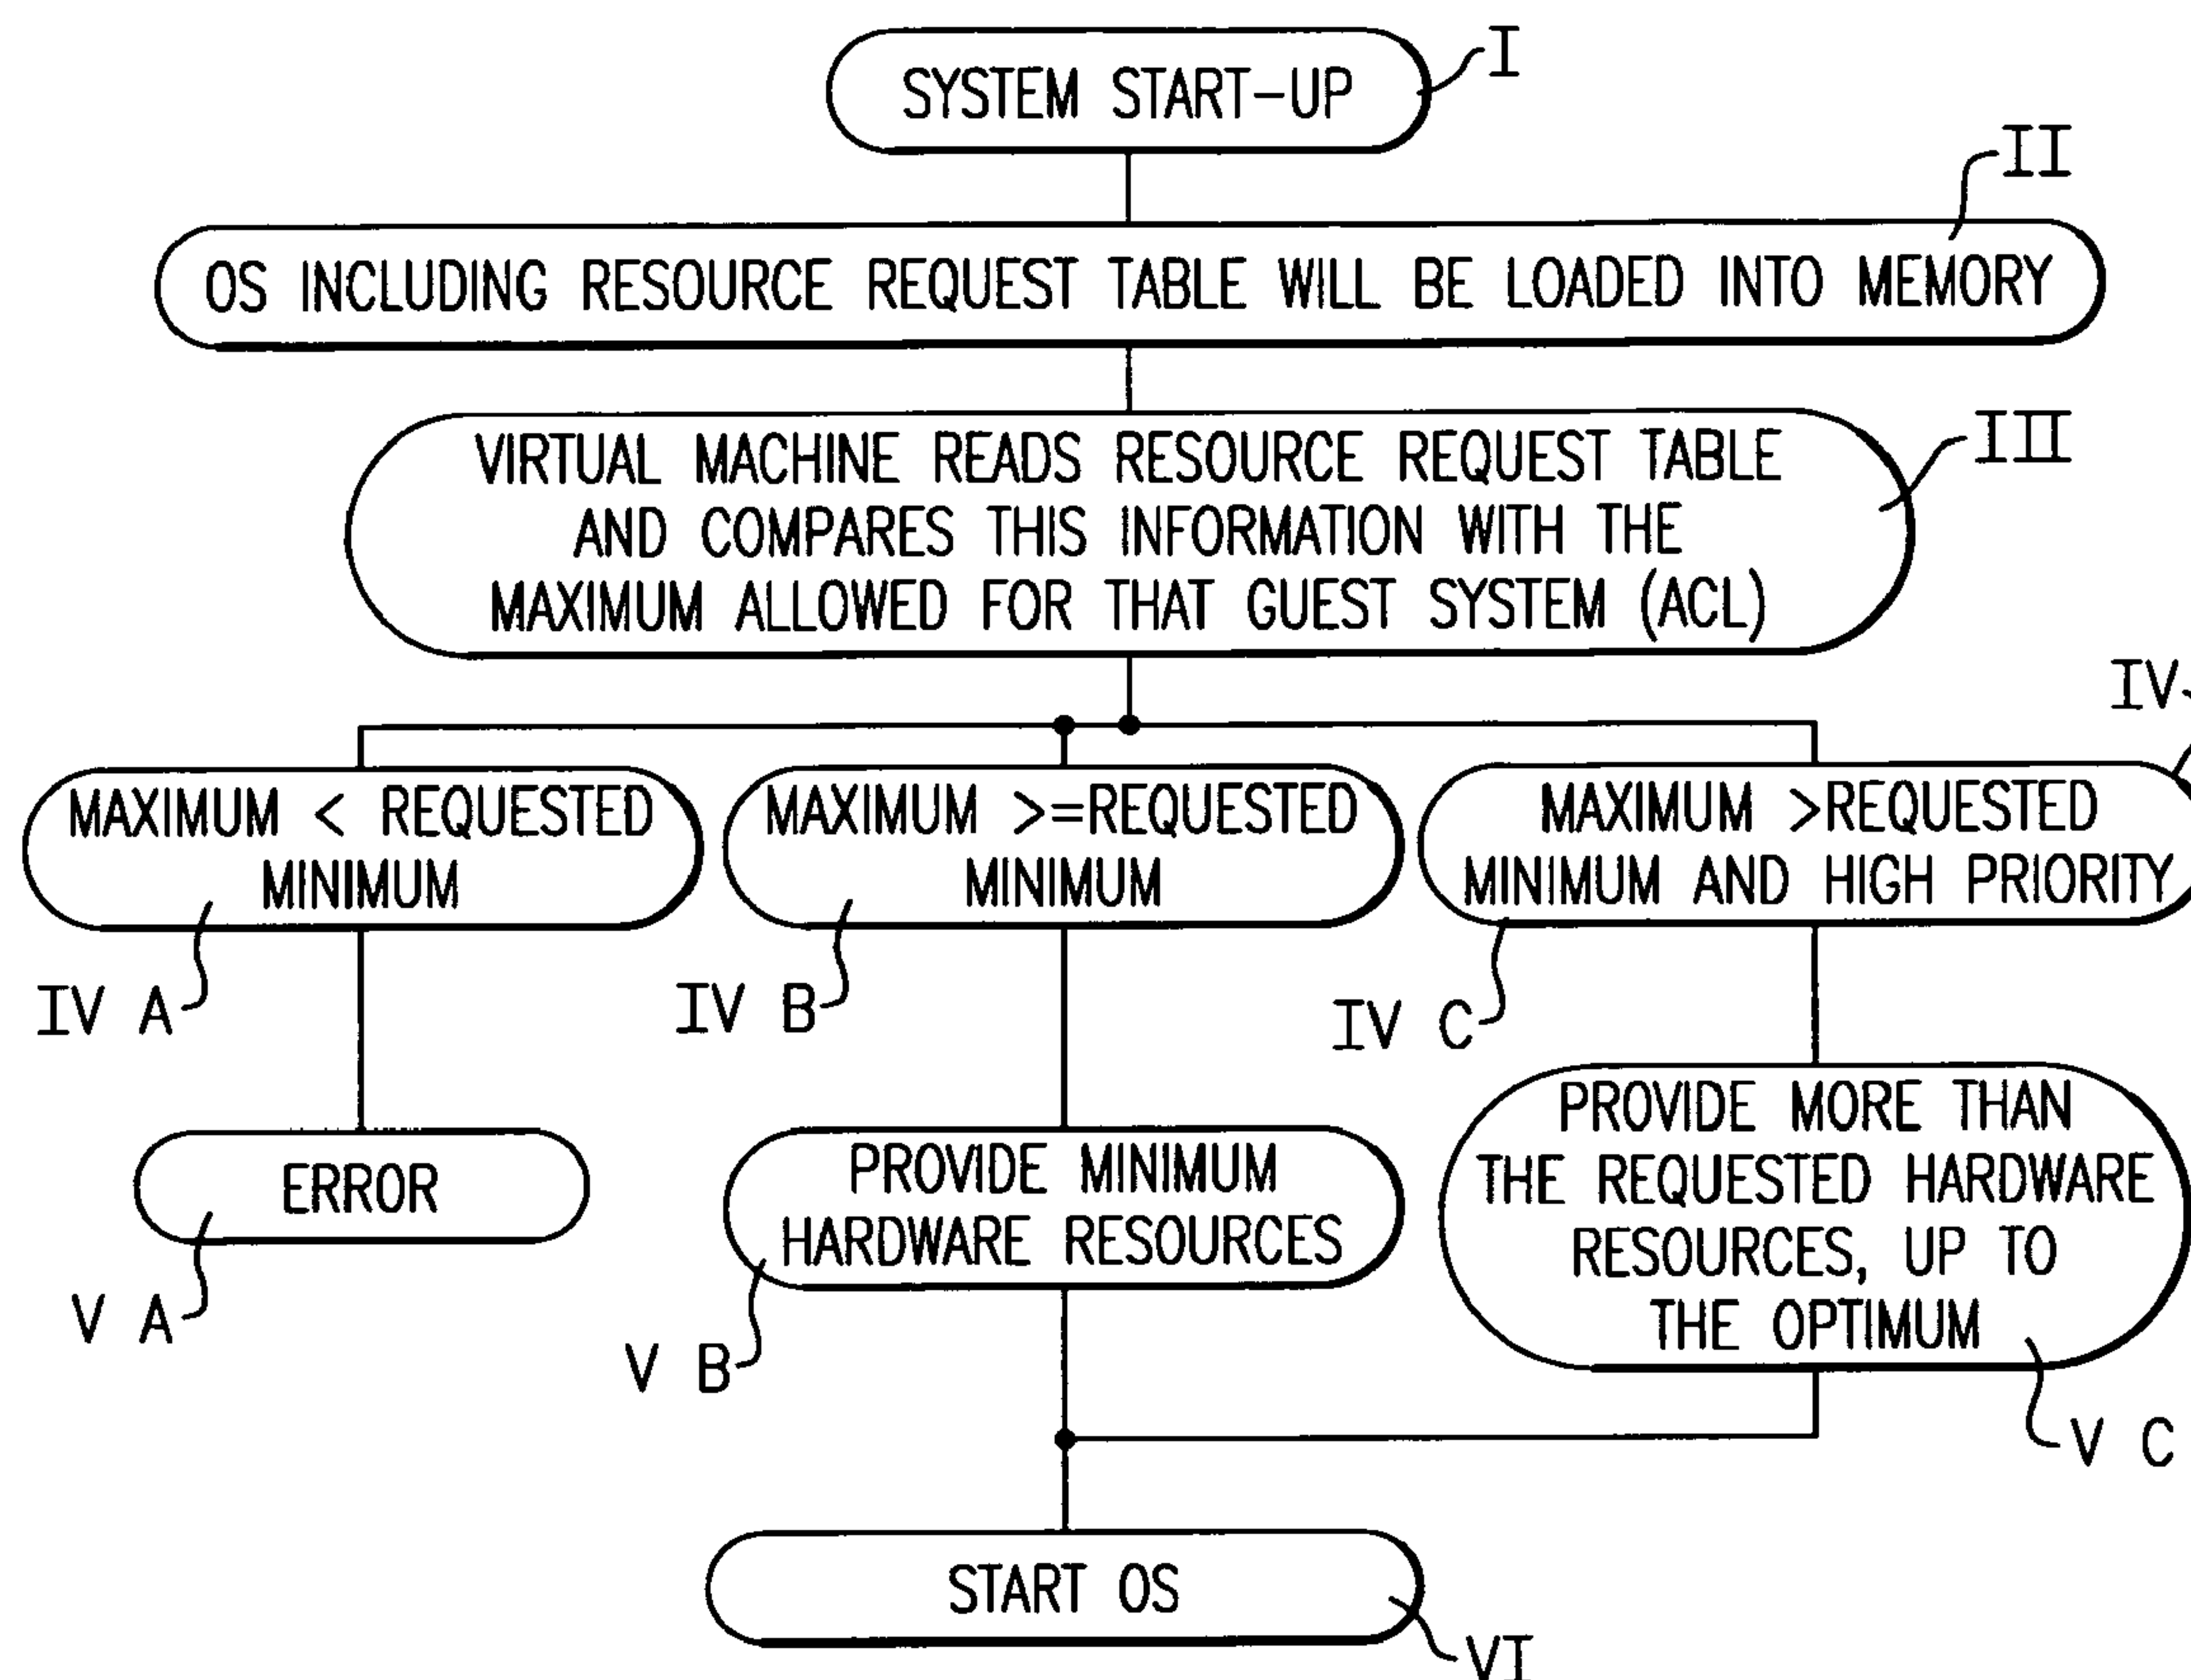 SYSTEM START-UP
I
II
OS INCLUDING RESOURCE REQUEST TABLE WILL BE LOADED INTO MEMORY
VIRTUAL MACHINE READS RESOURCE REQUEST TABLE
AND COMPARES THIS INFORMATION WITH THE
MAXIMUM ALLOWED FOR THAT GUEST SYSTEM (ACL)
III
IV
MAXIMUM < REQUESTED
MINIMUM
IV A
MAXIMUM >=REQUESTED
MINIMUM
IV B
MAXIMUM >REQUESTED
MINIMUM AND HIGH PRIORITY
IV C
ERROR
V A
PROVIDE MINIMUM
HARDWARE RESOURCES
V B
PROVIDE MORE THAN
THE REQUESTED HARDWARE
RESOURCES, UP TO
THE OPTIMUM
V C
START OS
VI